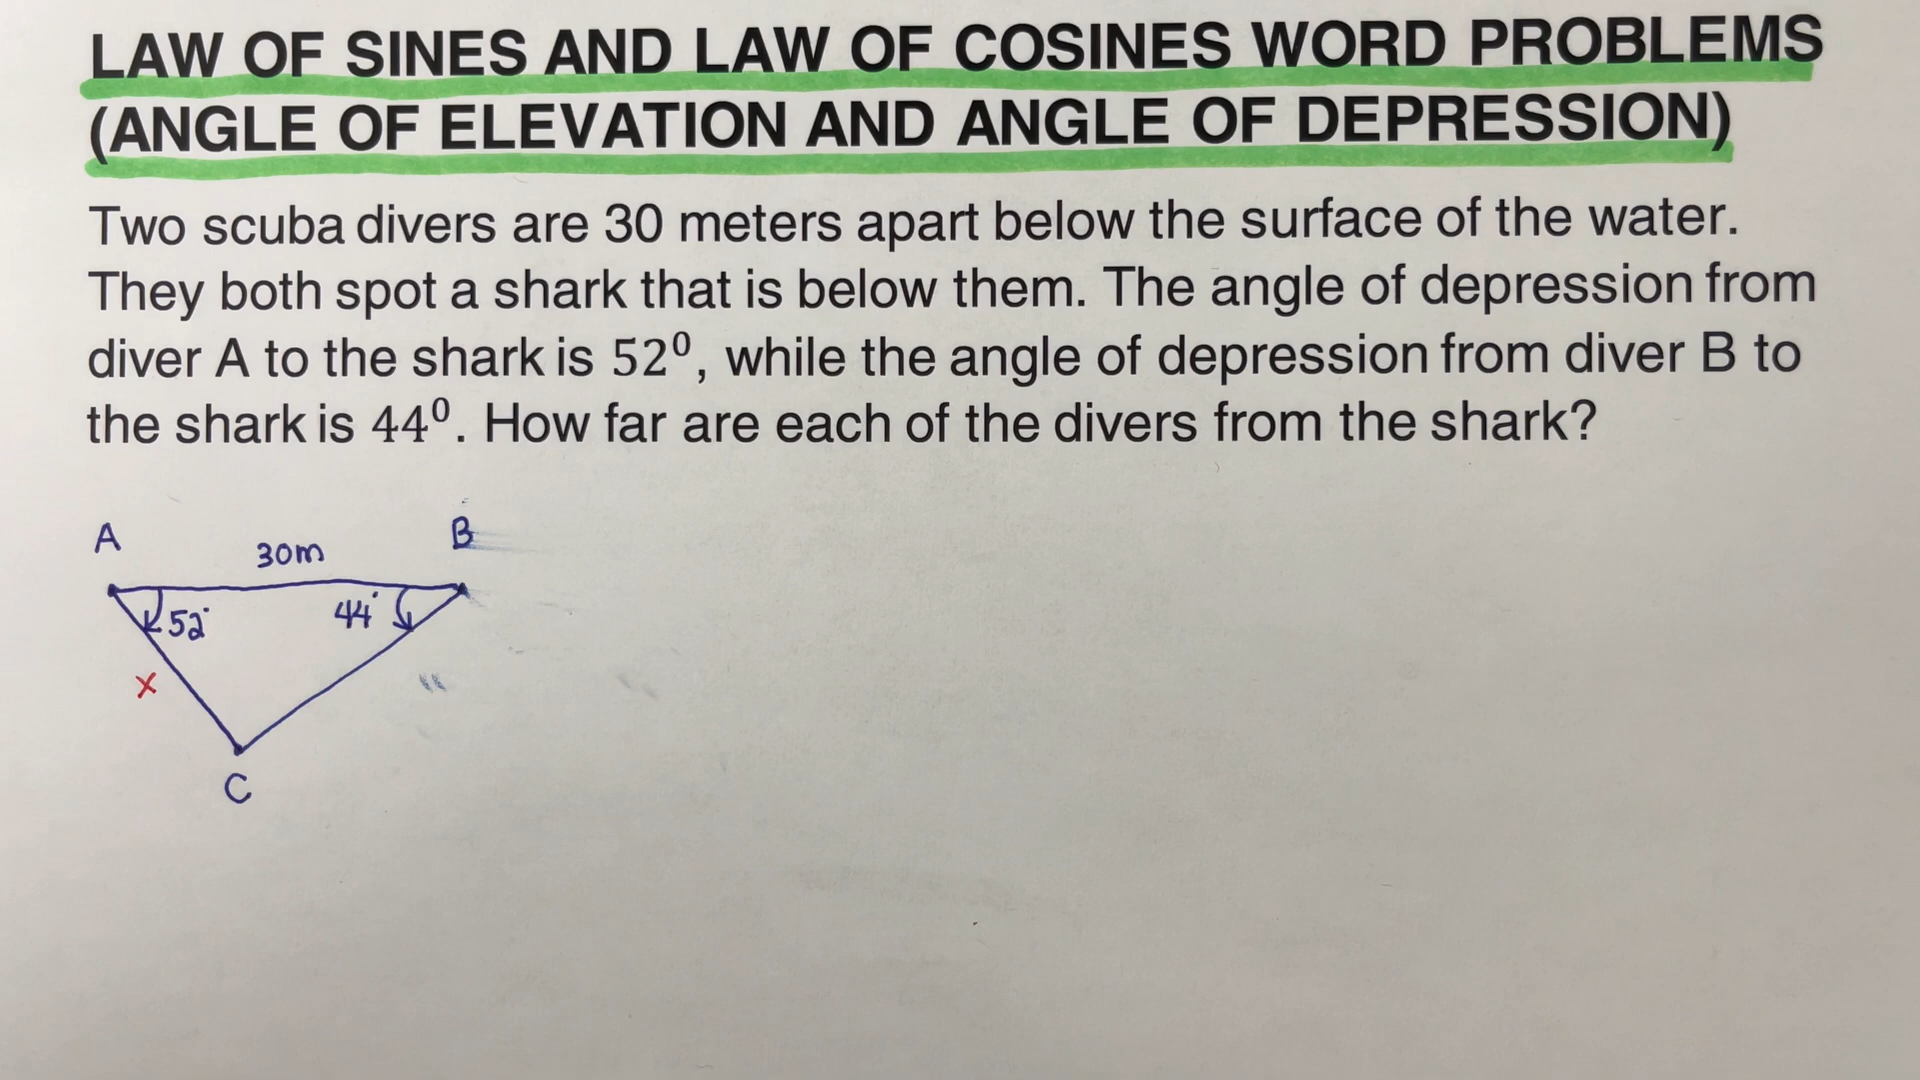 LAW OF SINES AND LAW OF COSINES WORD PROBLEMS
(ANGLE OF ELEVATION AND ANGLE OF DEPRESSION)
Two scuba divers are 30 meters apart below the surface of the water.
They both spot a shark that is below them. The angle of depression from
diver A to the shark is 52⁰, while the angle of depression from diver B to
the shark is 44⁰. How far are each of the divers from the shark?
A
30m
B
52°
44°
x
C